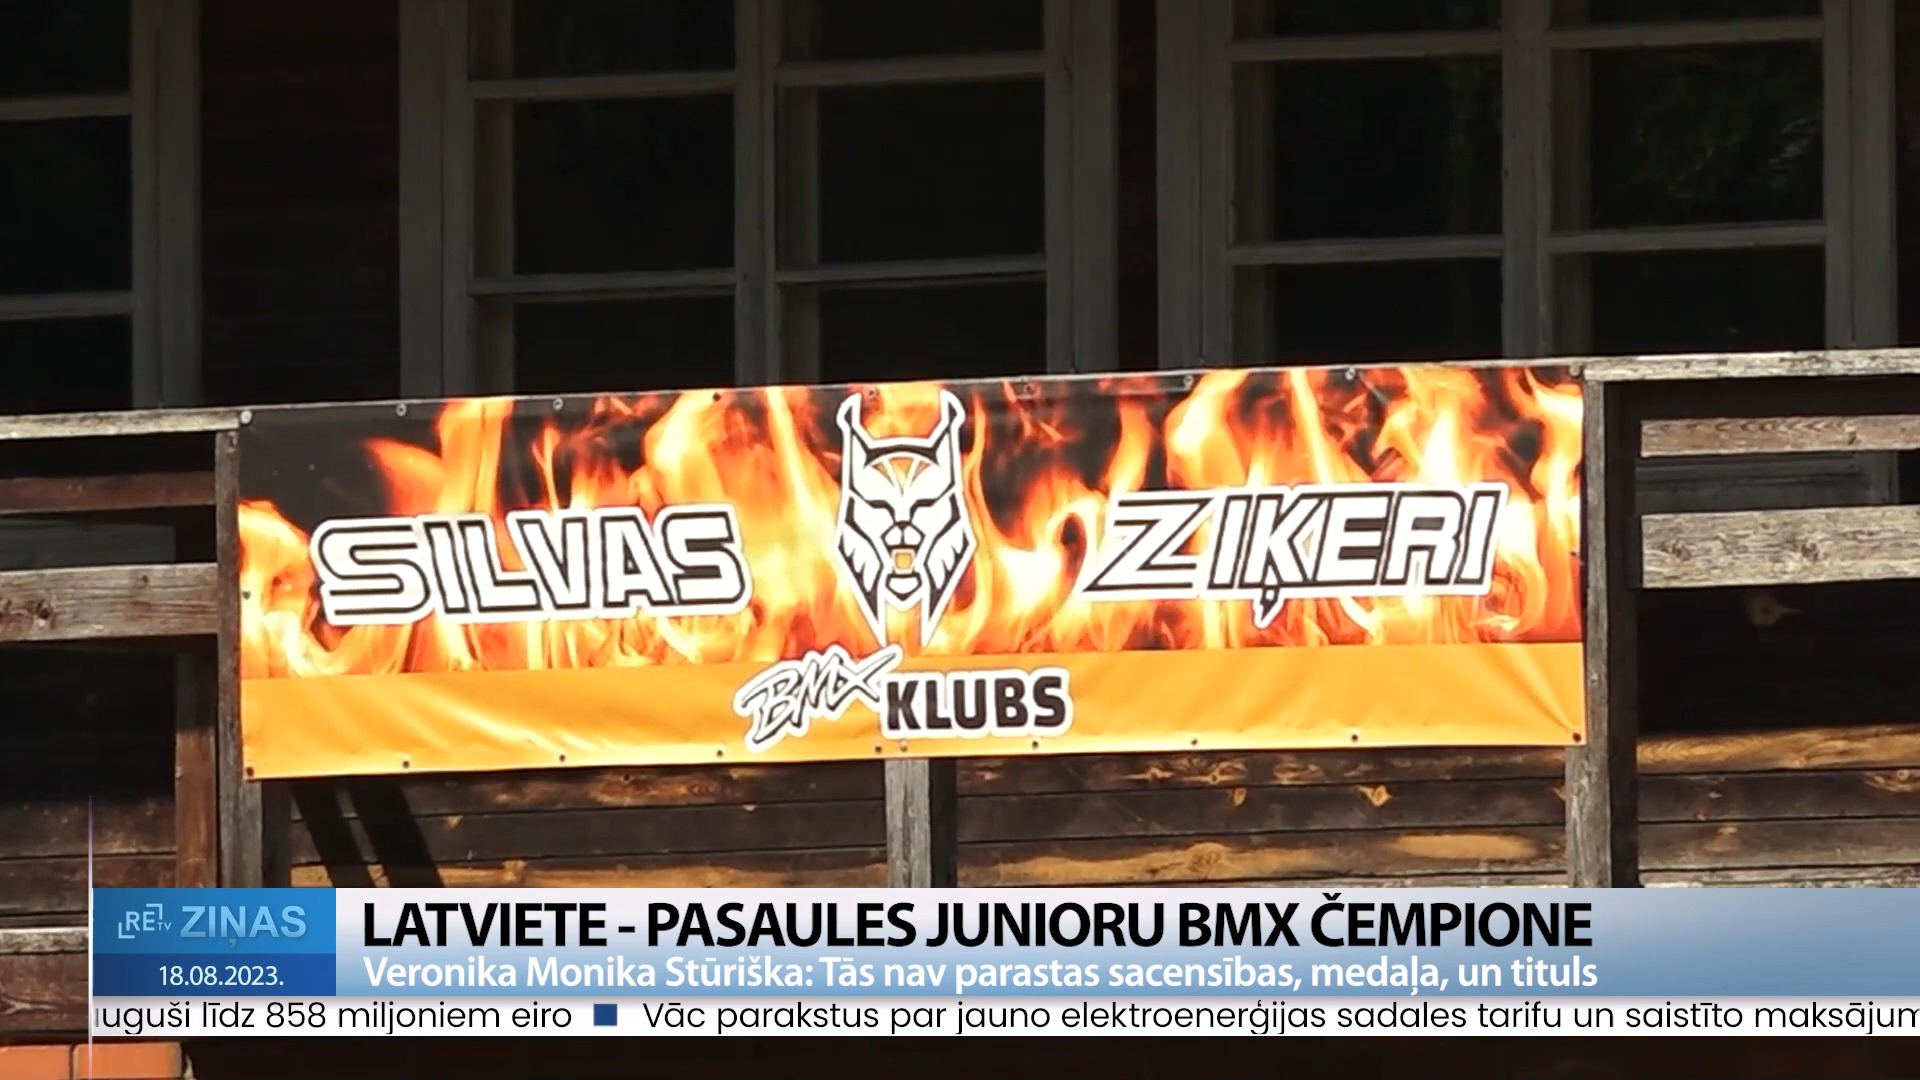 SILVAS ZIĶERI
BMX KLUBS
RE TV ZIŅAS
LATVIETE - PASAULES JUNIORU BMX ČEMPIONE
18.08.2023.
Veronika Monika Stūriška: Tās nav parastas sacensības, medaļa, un tituls
līdz 858 miljoniem eiro Vāc parakstus par jauno elektroenerģijas sadales tarifu un saistīto